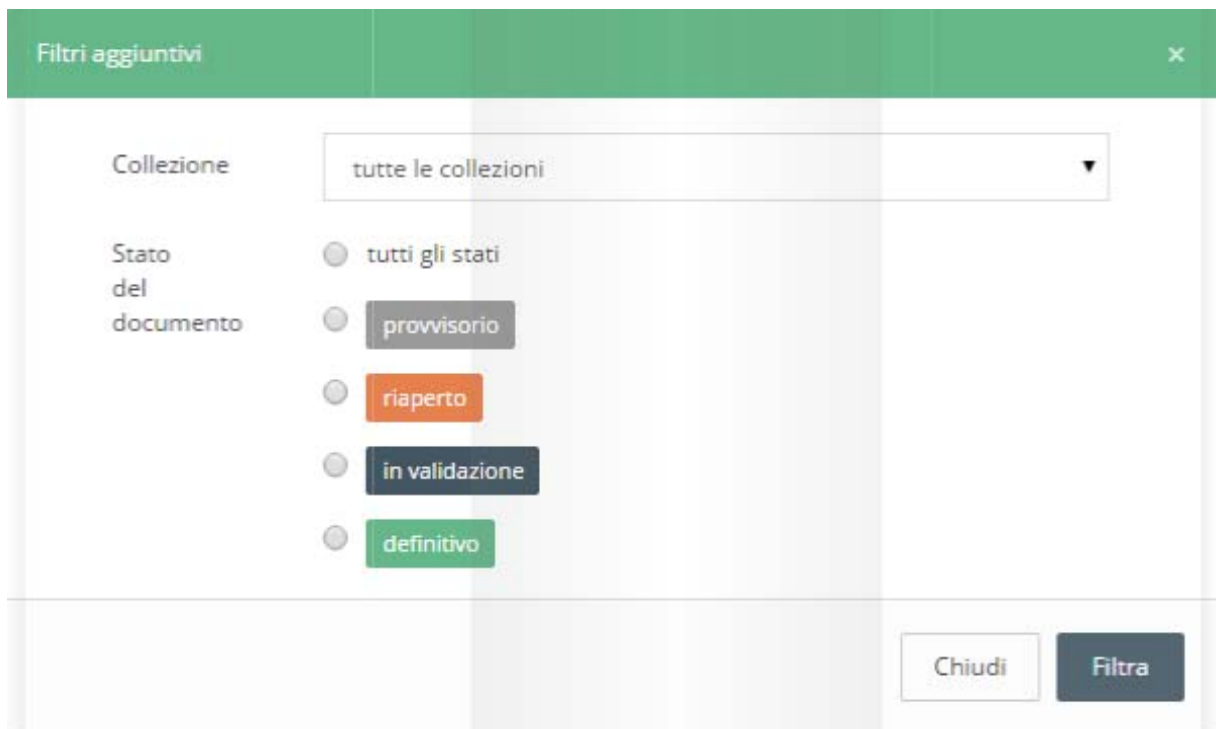 Filtri aggiuntivi ×
Collezione
tutte le collezioni
Stato
del
documento
tutti gli stati
provvisorio
riaperto
in validazione
definitivo
Chiudi
Filtra